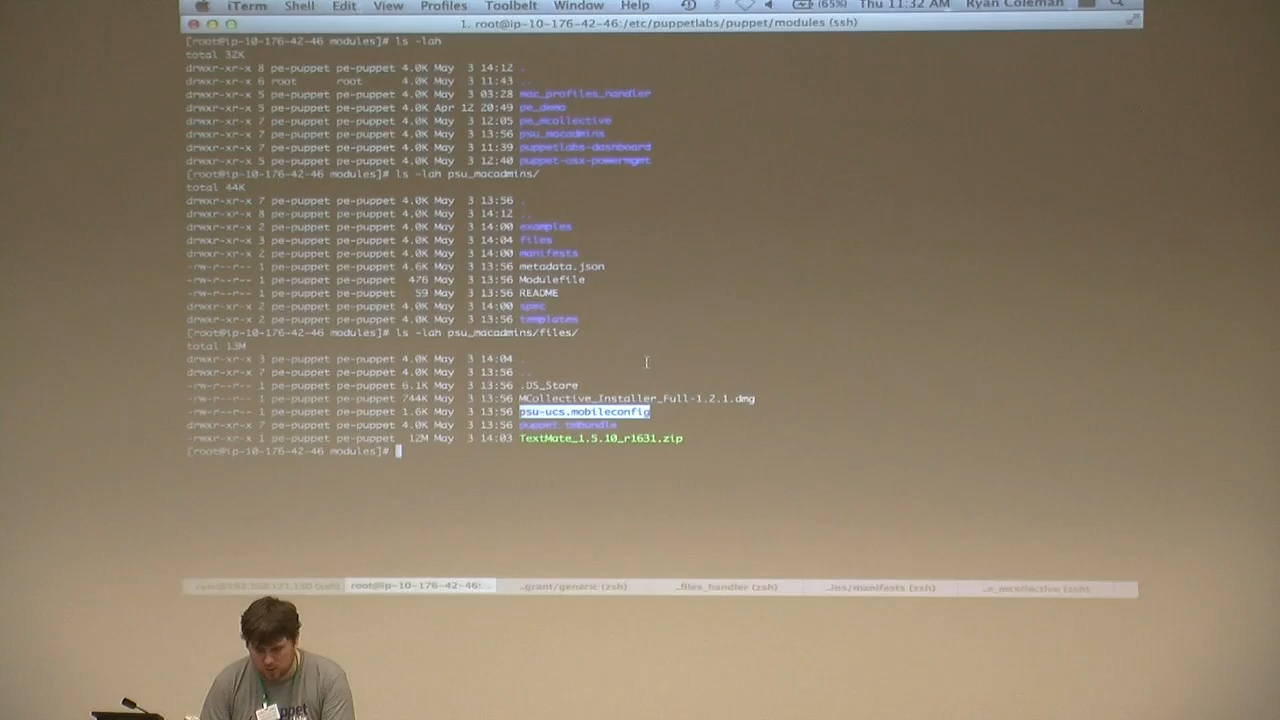 iTerm Shell Edit View Profiles Toolbelt Window Help (65%) Thu 11:32 AM Ryan Coleman
1. root@ip-10-176-42-46:/etc/puppetlabs/puppet/modules (ssh)
[root@ip-10-176-42-46 modules]# ls -lah
total 32K
drwxr-xr-x 8 pe-puppet pe-puppet 4.0K May 3 14:12 .
drwxr-xr-x 6 root root 4.0K May 3 11:43 ..
drwxr-xr-x 5 pe-puppet pe-puppet 4.0K May 3 03:28 mac_profiles_handler
drwxr-xr-x 5 pe-puppet pe-puppet 4.0K Apr 12 20:49 pe_demo
drwxr-xr-x 7 pe-puppet pe-puppet 4.0K May 3 12:05 pe_mcollective
drwxr-xr-x 7 pe-puppet pe-puppet 4.0K May 3 13:56 psu_macadmins
drwxr-xr-x 7 pe-puppet pe-puppet 4.0K May 3 11:39 puppetlabs-dashboard
drwxr-xr-x 5 pe-puppet pe-puppet 4.0K May 3 12:40 puppet-osx-powermgmt
[root@ip-10-176-42-46 modules]# ls -lah psu_macadmins/
total 44K
drwxr-xr-x 7 pe-puppet pe-puppet 4.0K May 3 13:56 .
drwxr-xr-x 8 pe-puppet pe-puppet 4.0K May 3 14:12 ..
drwxr-xr-x 2 pe-puppet pe-puppet 4.0K May 3 14:00 examples
drwxr-xr-x 3 pe-puppet pe-puppet 4.0K May 3 14:04 files
drwxr-xr-x 2 pe-puppet pe-puppet 4.0K May 3 14:00 manifests
-rw-r--r-- 1 pe-puppet pe-puppet 4.6K May 3 13:56 metadata.json
-rw-r--r-- 1 pe-puppet pe-puppet 476 May 3 13:56 Modulefile
-rw-r--r-- 1 pe-puppet pe-puppet 59 May 3 13:56 README
drwxr-xr-x 2 pe-puppet pe-puppet 4.0K May 3 14:00 spec
drwxr-xr-x 2 pe-puppet pe-puppet 4.0K May 3 13:56 templates
[root@ip-10-176-42-46 modules]# ls -lah psu_macadmins/files/
total 13M
drwxr-xr-x 3 pe-puppet pe-puppet 4.0K May 3 14:04 .
drwxr-xr-x 7 pe-puppet pe-puppet 4.0K May 3 13:56 ..
-rw-r--r-- 1 pe-puppet pe-puppet 6.1K May 3 13:56 .DS_Store
-rw-r--r-- 1 pe-puppet pe-puppet 744K May 3 13:56 MCollective_Installer_Full-1.2.1.dmg
-rw-r--r-- 1 pe-puppet pe-puppet 1.6K May 3 13:56 psu-ucs.mobileconfig
drwxr-xr-x 7 pe-puppet pe-puppet 4.0K May 3 13:56 puppet.tmbundle
-rwxr-xr-x 1 pe-puppet pe-puppet 12M May 3 14:03 TextMate_1.5.10_r1631.zip
[root@ip-10-176-42-46 modules]#
root@ip-10-176-42-46:... ..grant/generic (zsh) ..files_handler (zsh) ..ins/manifests (zsh) ..e_mcollective (zsh)